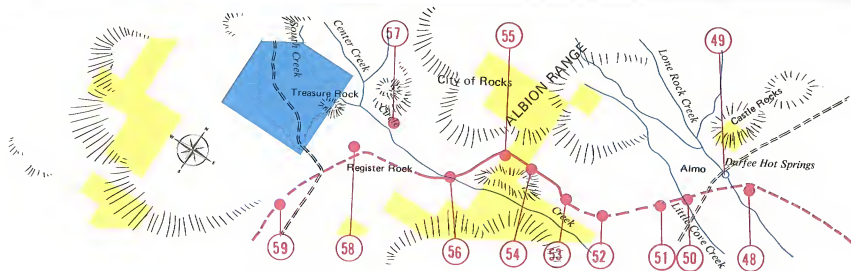 57
55
49
South Creek
Center Creek
Lone Rock Creek
City of Rocks
ALBION RANGE
Treasure Rock
Circle
Castle Rocks
Register Rock
Almo
Durfee Hot Springs
Creek
Little Cove Creek
59
58
56
54
53
52
51
50
48